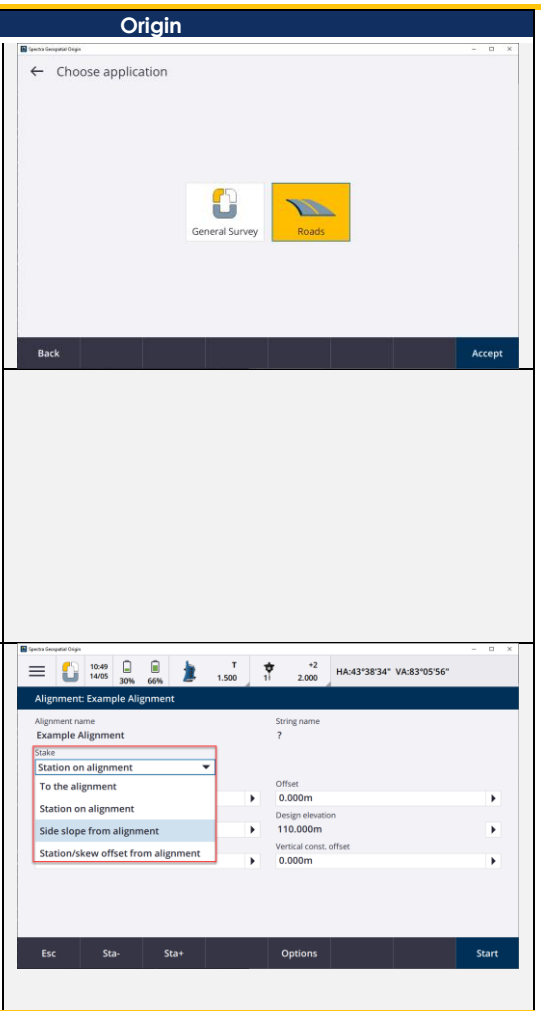 Origin
Spectra Geospatial Origin
← Choose application
General Survey
Roads
Back
Accept
Spectra Geospatial Origin
10:49
14/05
30%
66%
T
1.500
+2
2.000
HA:43°38'34" VA:83°05'56"
Alignment: Example Alignment
Alignment name
String name
Example Alignment
?
Stake
Station on alignment
To the alignment
Station on alignment
Side slope from alignment
Station/skew offset from alignment
Offset
0.000m
Design elevation
110.000m
Vertical const. offset
0.000m
Esc
Sta-
Sta+
Options
Start